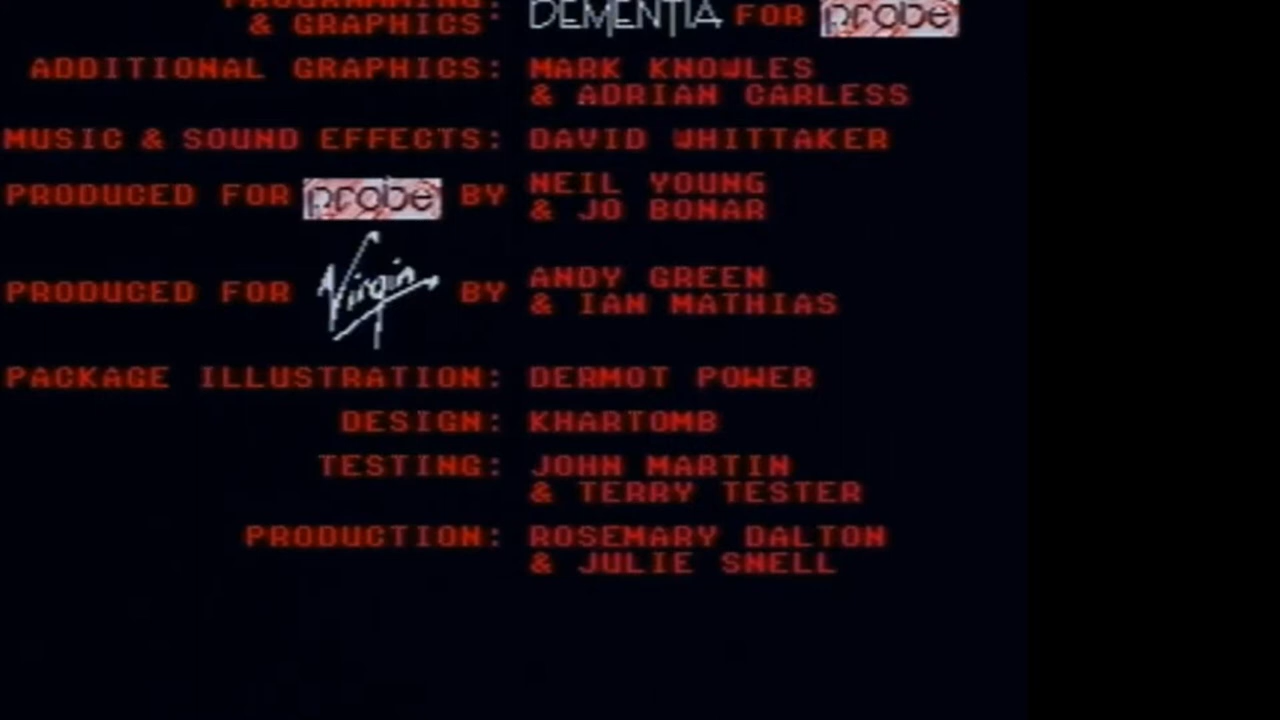 PROGRAMMING:
& GRAPHICS DEMENTIA FOR probe
ADDITIONAL GRAPHICS: MARK KNOWLES
& ADRIAN CARLESS
MUSIC & SOUND EFFECTS: DAVID WHITTAKER
PRODUCED FOR probe BY NEIL YOUNG
& JO BONAR
PRODUCED FOR Virgin BY ANDY GREEN
& IAN MATHIAS
PACKAGE ILLUSTRATION: DERMOT POWER
DESIGN: KHARTOMB
TESTING: JOHN MARTIN
& TERRY TESTER
PRODUCTION: ROSEMARY DALTON
& JULIE SNELL